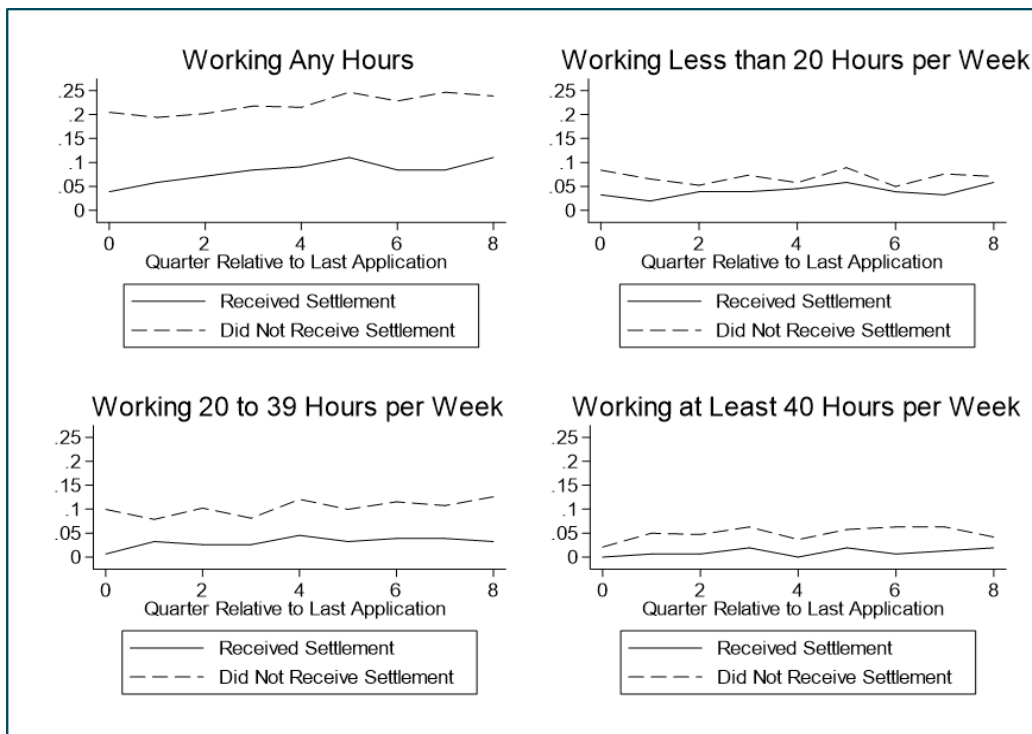 Working Any Hours
.25
.2
.15
.1
.05
0
0 2 4 6 8
Quarter Relative to Last Application
Received Settlement
Did Not Receive Settlement
Working Less than 20 Hours per Week
.25
.2
.15
.1
.05
0
0 2 4 6 8
Quarter Relative to Last Application
Received Settlement
Did Not Receive Settlement
Working 20 to 39 Hours per Week
.25
.2
.15
.1
.05
0
0 2 4 6 8
Quarter Relative to Last Application
Received Settlement
Did Not Receive Settlement
Working at Least 40 Hours per Week
.25
.2
.15
.1
.05
0
0 2 4 6 8
Quarter Relative to Last Application
Received Settlement
Did Not Receive Settlement